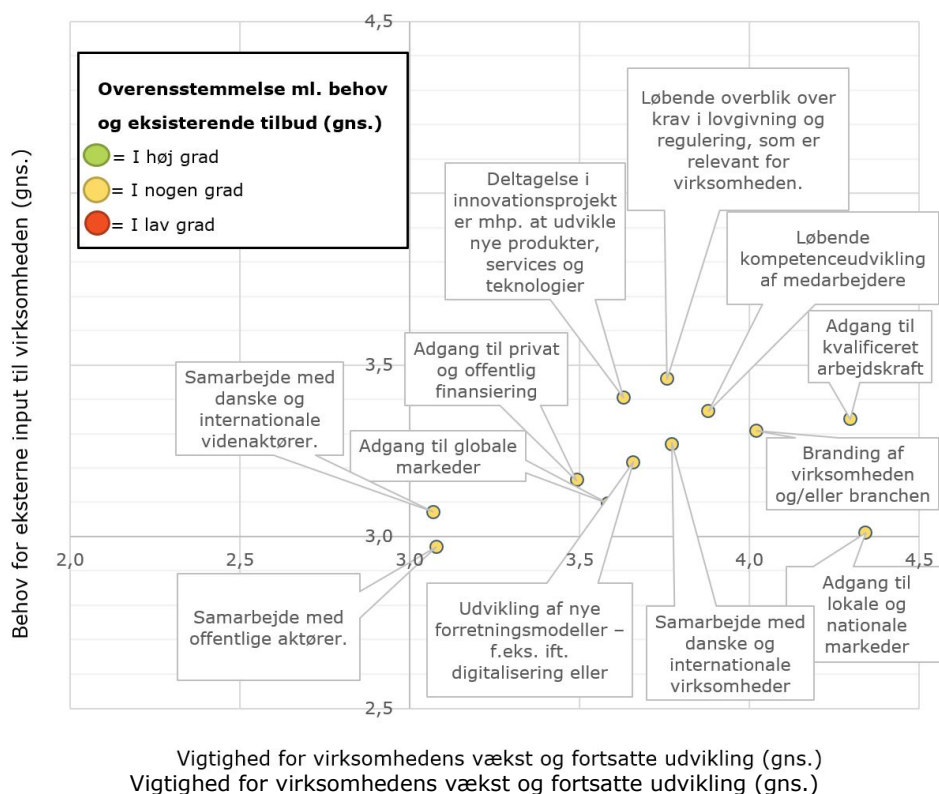 4,5
Overensstemmelse ml. behov
og eksisterende tilbud (gns.)
= I høj grad
= I nogen grad
= I lav grad
Løbende overblik over
krav i lovgivning og
regulering, som er
relevant for
virksomheden.
Deltagelse i
innovationsprojekt
er mhp. at udvikle
nye produkter,
services og
teknologier
Løbende
kompetenceudvikling
af medarbejdere
Adgang til
kvalificeret
arbejdskraft
3,5
Adgang til privat
og offentlig
finansiering
Samarbejde med
danske og
internationale
videnaktører.
Adgang til globale
markeder
Branding af
virksomheden
og/eller branchen
3,0
2,0
2,5
3,0
3,5
4,0
4,5
Samarbejde med
offentlige aktører.
Udvikling af nye
forretningsmodeller –
f.eks. ift.
digitalisering eller
Samarbejde med
danske og
internationale
virksomheder
Adgang til
lokale og
nationale
markeder
2,5
Behov for eksterne input til virksomheden (gns.)
Vigtighed for virksomhedens vækst og fortsatte udvikling (gns.)
Vigtighed for virksomhedens vækst og fortsatte udvikling (gns.)